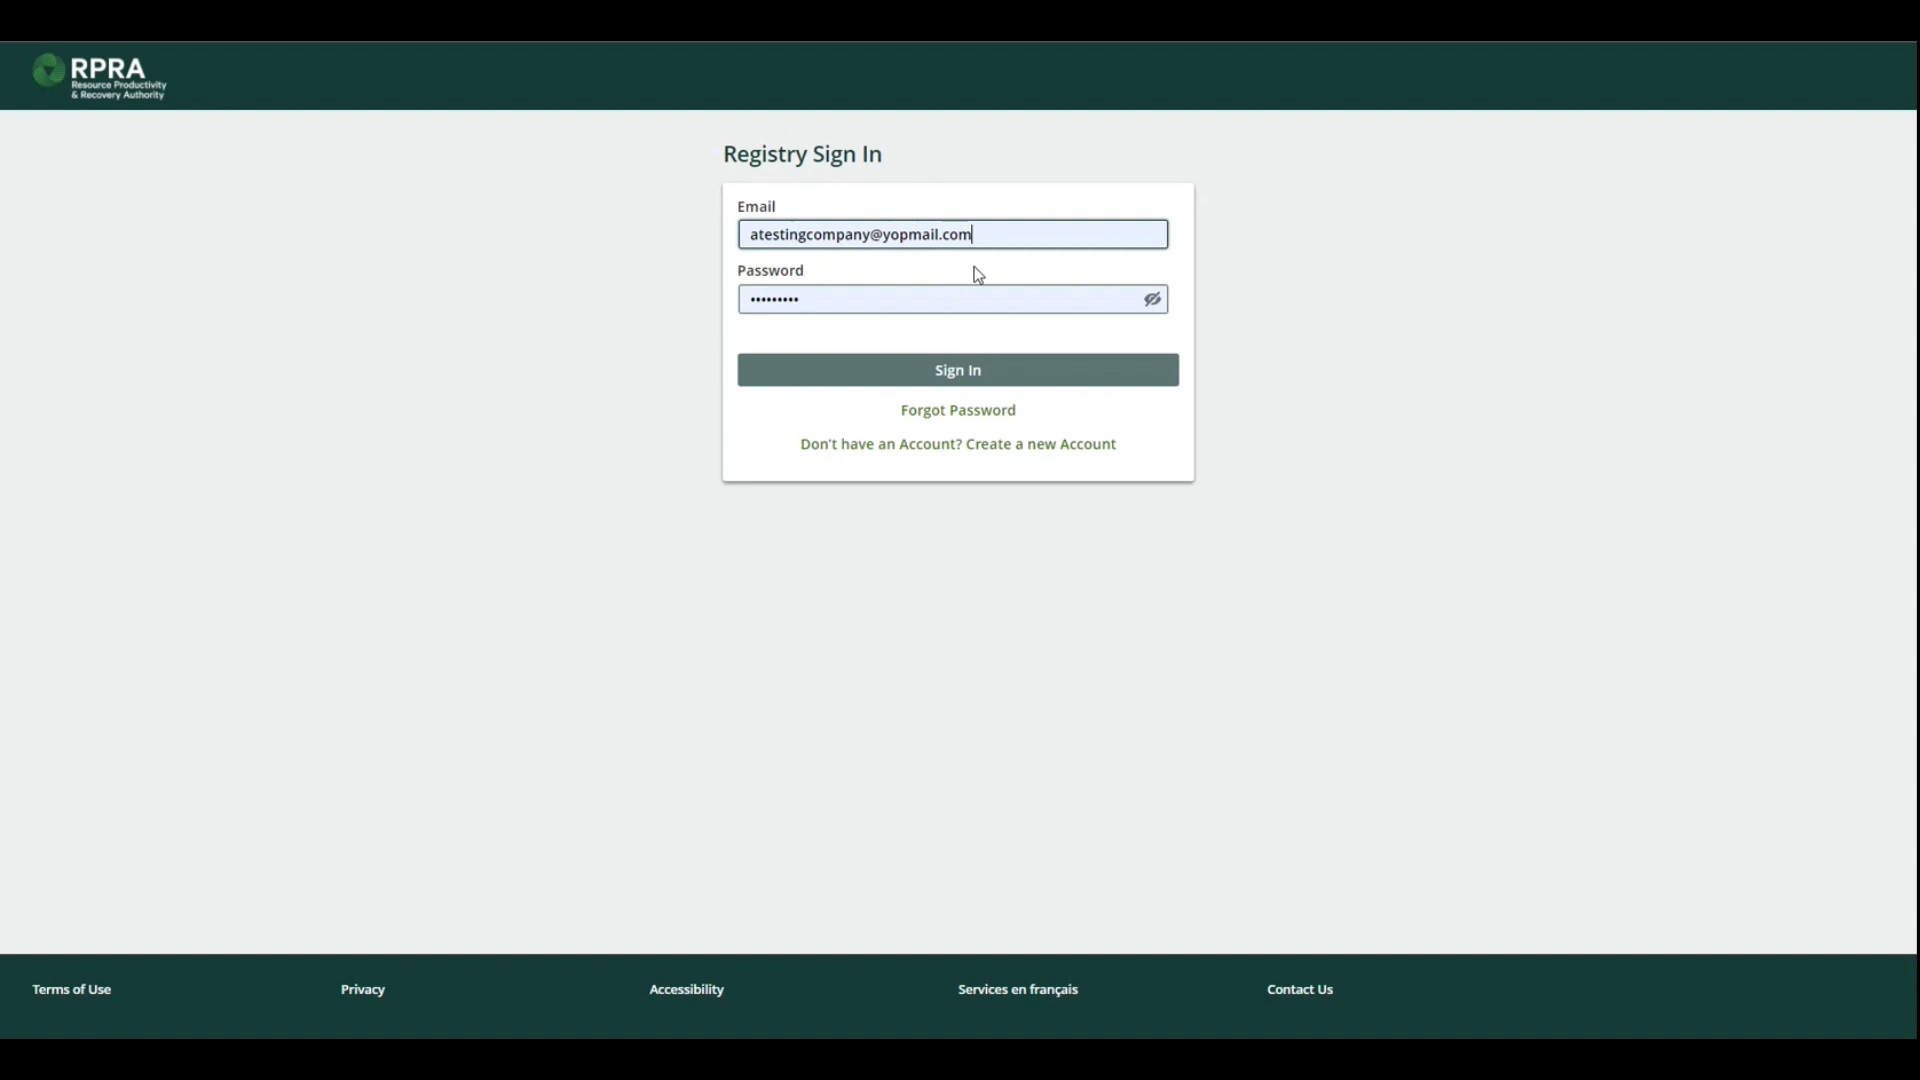 RPRA
Resource Productivity
& Recovery Authority
Registry Sign In
Email
atestingcompany@yopmail.com
Password
•••••••••
Sign In
Forgot Password
Don't have an Account? Create a new Account
Terms of Use
Privacy
Accessibility
Services en français
Contact Us